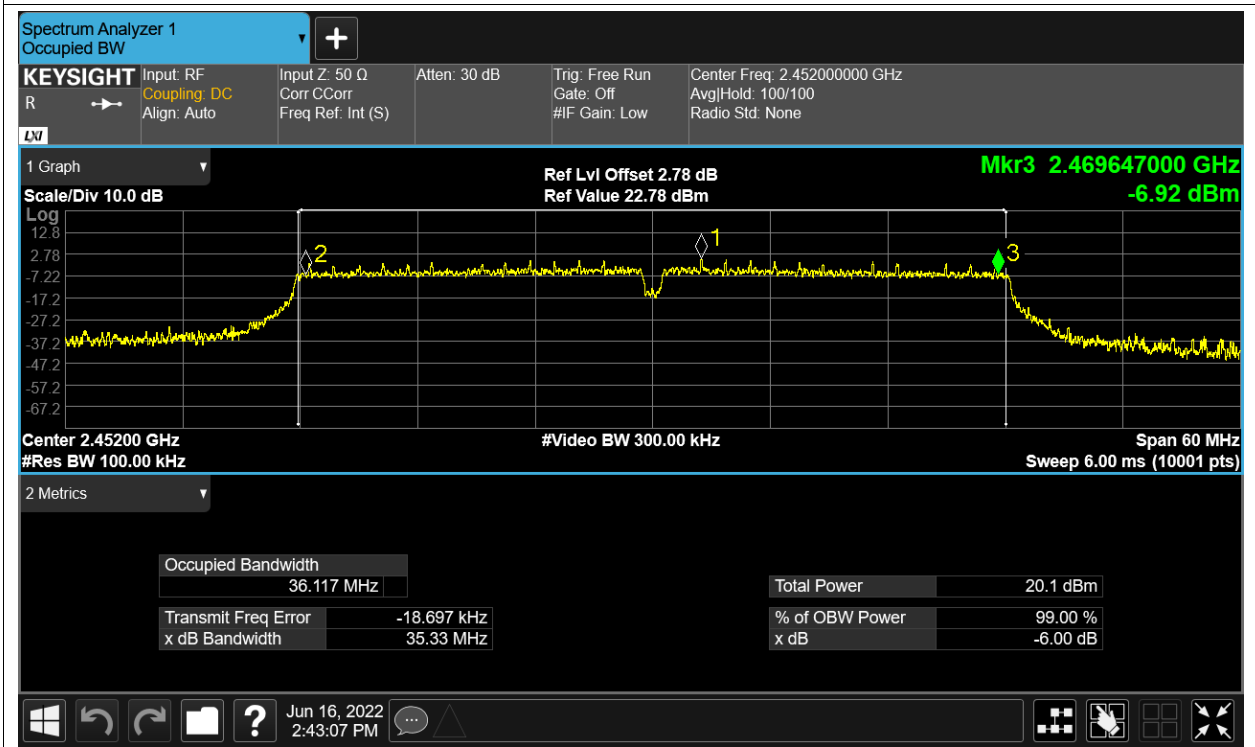 Spectrum Analyzer 1
Occupied BW
KEYSIGHT
R
LXI
Input: RF
Coupling: DC
Align: Auto
Input Z: 50 Ω
Corr CCorr
Freq Ref: Int (S)
Atten: 30 dB
Trig: Free Run
Gate: Off
#IF Gain: Low
Center Freq: 2.452000000 GHz
Avg|Hold: 100/100
Radio Std: None
1 Graph
Scale/Div 10.0 dB
Ref Lvl Offset 2.78 dB
Ref Value 22.78 dBm
Mkr3 2.469647000 GHz
-6.92 dBm
Log
12.8
2.78
-7.22
-17.2
-27.2
-37.2
-47.2
-57.2
-67.2
2
1
3
Center 2.45200 GHz
#Res BW 100.00 kHz
#Video BW 300.00 kHz
Span 60 MHz
Sweep 6.00 ms (10001 pts)
2 Metrics
Occupied Bandwidth
36.117 MHz
Transmit Freq Error -18.697 kHz
x dB Bandwidth 35.33 MHz
Total Power 20.1 dBm
% of OBW Power 99.00 %
x dB -6.00 dB
?
Jun 16, 2022
2:43:07 PM